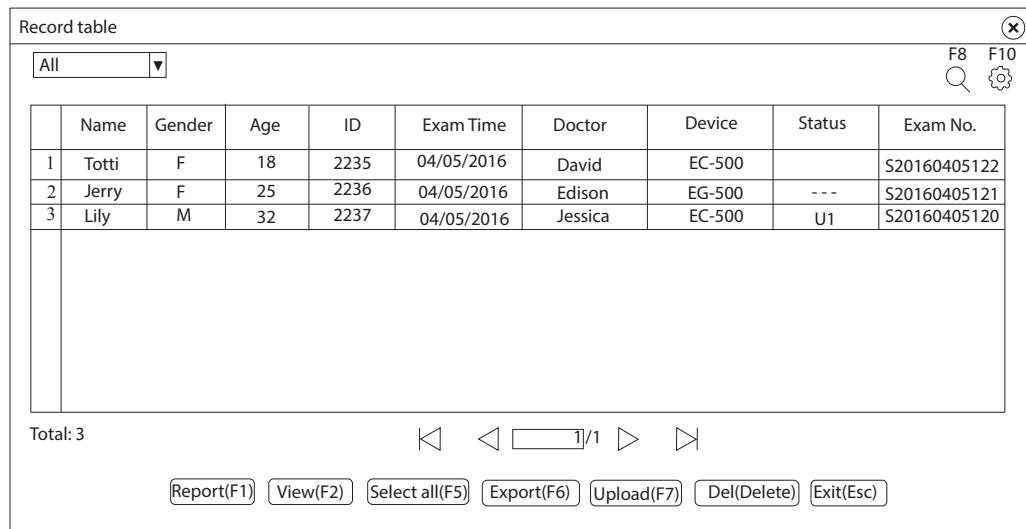 Record table
F8 F10
All
Name Gender Age ID Exam Time Doctor Device Status Exam No.
1 Totti F 18 2235 04/05/2016 David EC-500 S20160405122
2 Jerry F 25 2236 04/05/2016 Edison EG-500 --- S20160405121
3 Lily M 32 2237 04/05/2016 Jessica EC-500 U1 S20160405120
Total: 3 1/1
Report(F1) View(F2) Select all(F5) Export(F6) Upload(F7) Del(Delete) Exit(Esc)